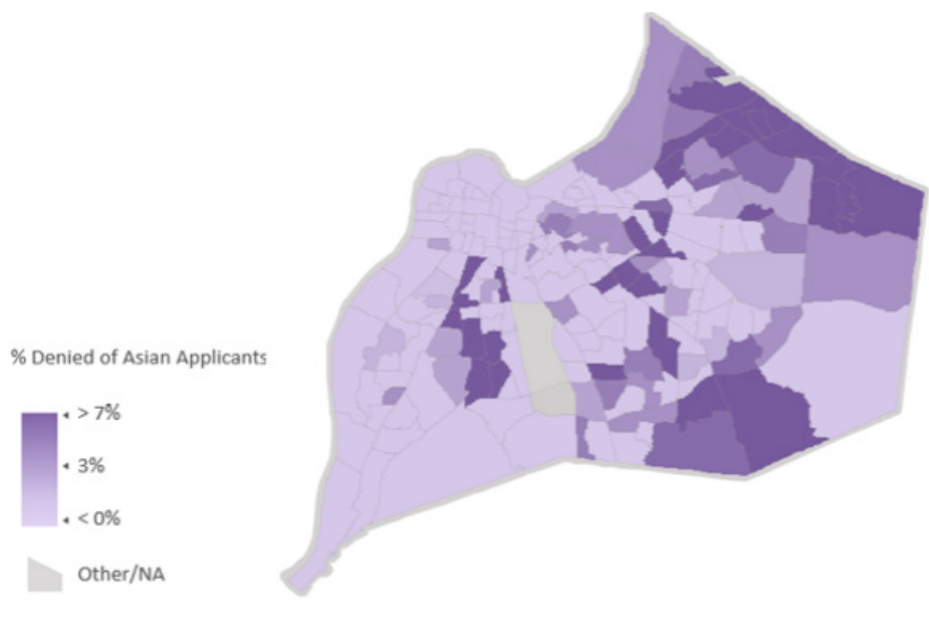 % Denied of Asian Applicants
> 7%
3%
< 0%
Other/NA